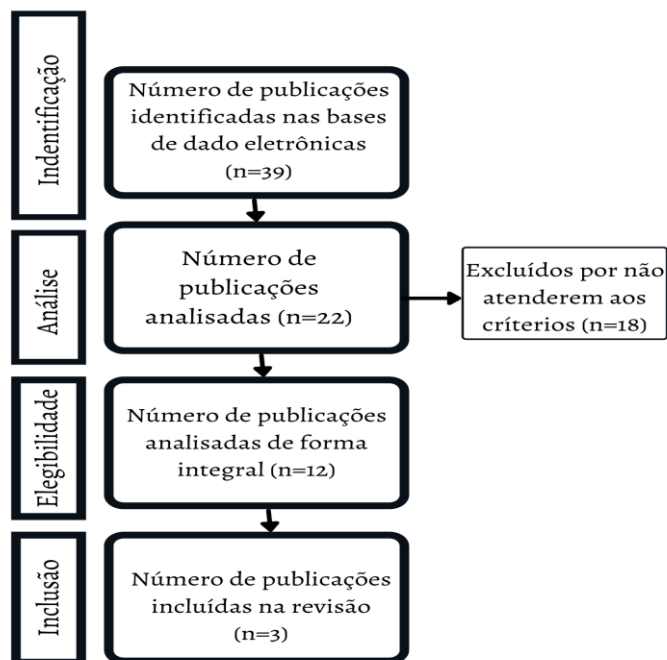 Indentificação
Número de publicações
identificadas nas bases
de dado eletrônicas
(n=39)
Análise
Número de
publicações
analisadas (n=22)
Excluídos por não
atenderem aos
críterios (n=18)
Elegibilidade
Número de publicações
analisadas de forma
integral (n=12)
Inclusão
Número de publicações
incluídas na revisão
(n=3)